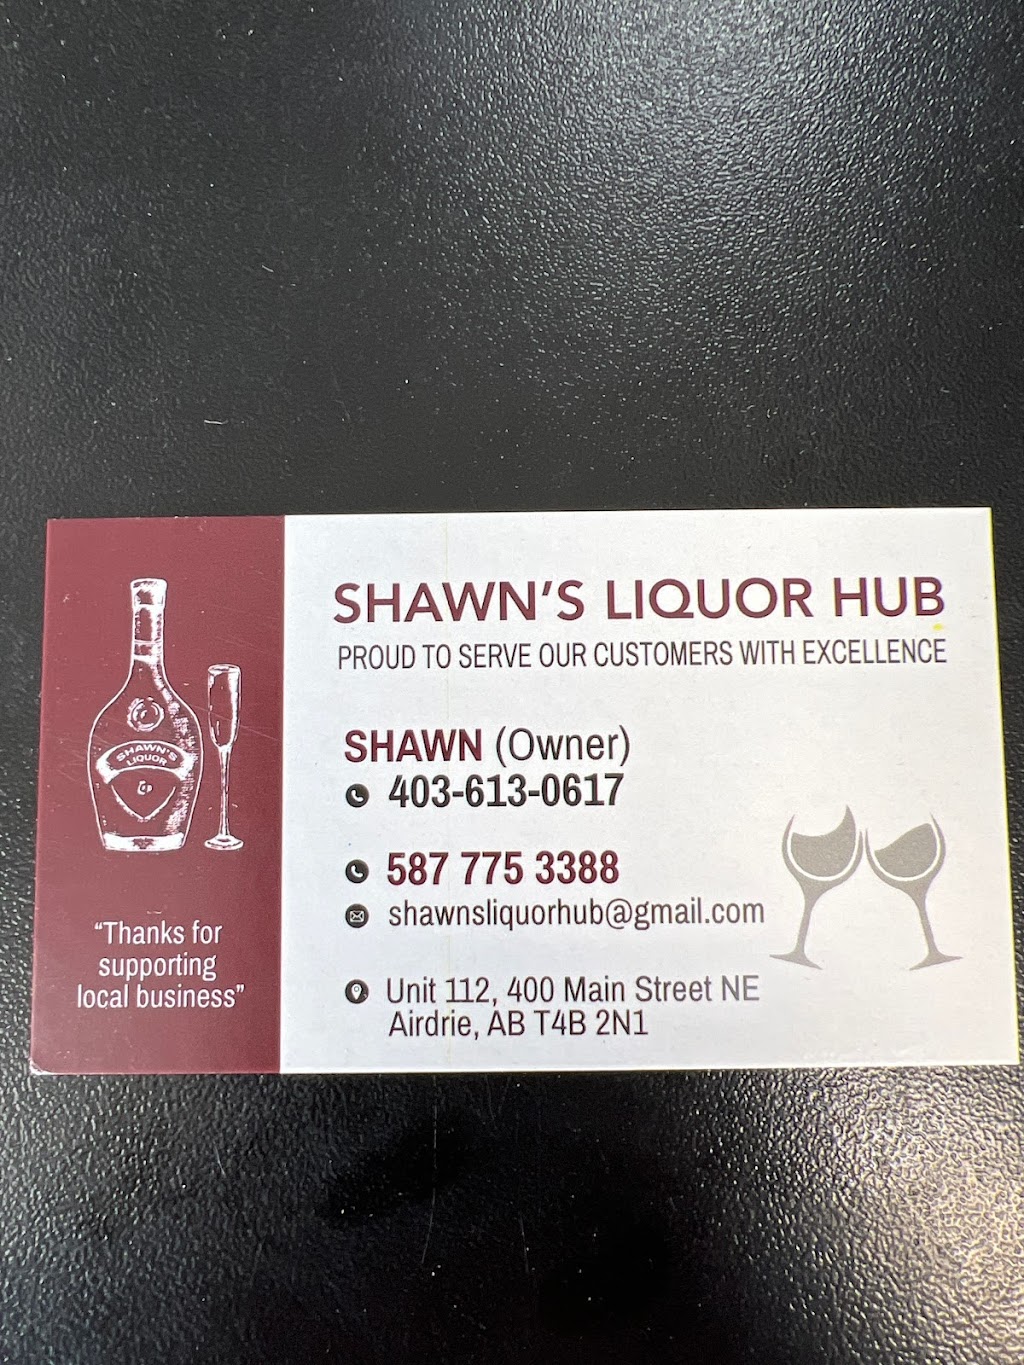 SHAWN'S
LIQUOR
"Thanks for
supporting
local business"
SHAWN'S LIQUOR HUB
PROUD TO SERVE OUR CUSTOMERS WITH EXCELLENCE
SHAWN (Owner)
403-613-0617
587 775 3388
shawnsliquorhub@gmail.com
Unit 112, 400 Main Street NE
Airdrie, AB T4B 2N1